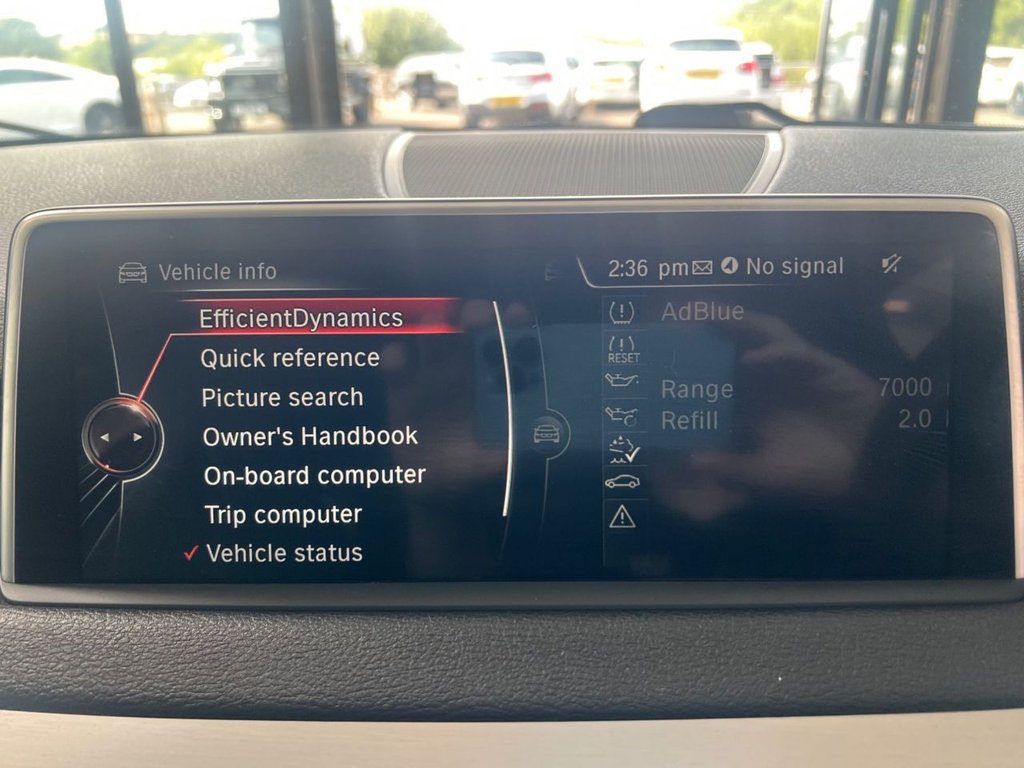 Vehicle info
2:36 pm No signal
EfficientDynamics
Quick reference
Picture search
Owner's Handbook
On-board computer
Trip computer
Vehicle status
AdBlue
RESET
Range 7000
Refill 2.0